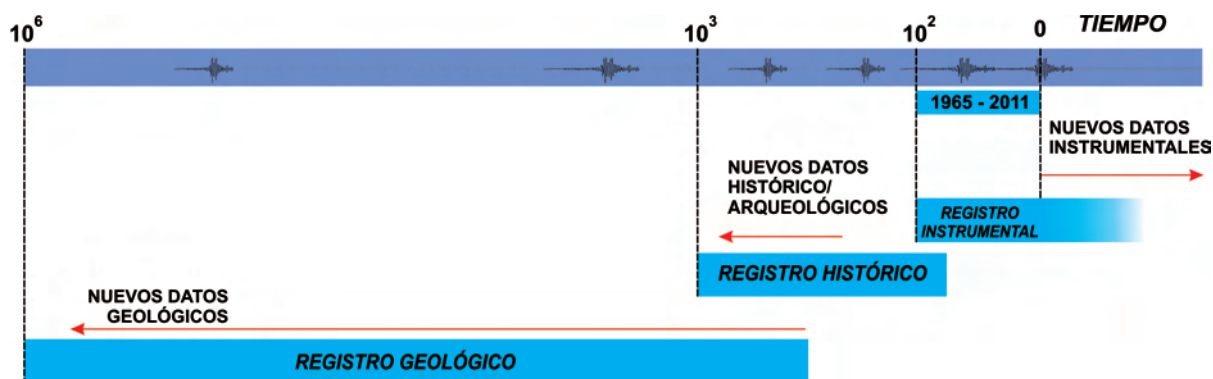 10⁶
10³
10²
0
TIEMPO
1965 - 2011
NUEVOS DATOS
INSTRUMENTALES
NUEVOS DATOS
HISTÓRICO/
ARQUEOLÓGICOS
REGISTRO
INSTRUMENTAL
REGISTRO HISTÓRICO
NUEVOS DATOS
GEOLÓGICOS
REGISTRO GEOLÓGICO